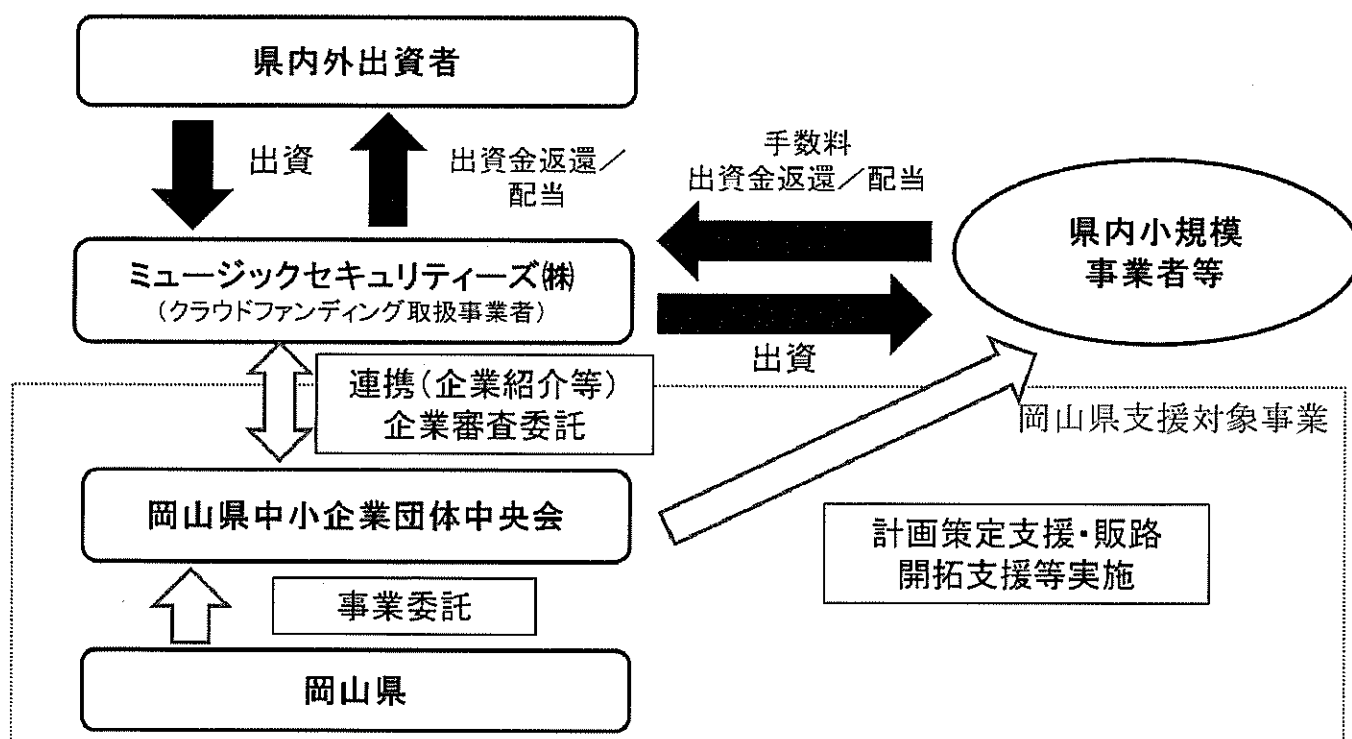 県内外出資者
出資
出資金返還／
配当
手数料
出資金返還／配当
県内小規模
事業者等
ミュージックセキュリティーズ㈱
（クラウドファンディング取扱事業者）
出資
連携（企業紹介等）
企業審査委託
岡山県支援対象事業
岡山県中小企業団体中央会
計画策定支援・販路
開拓支援等実施
事業委託
岡山県